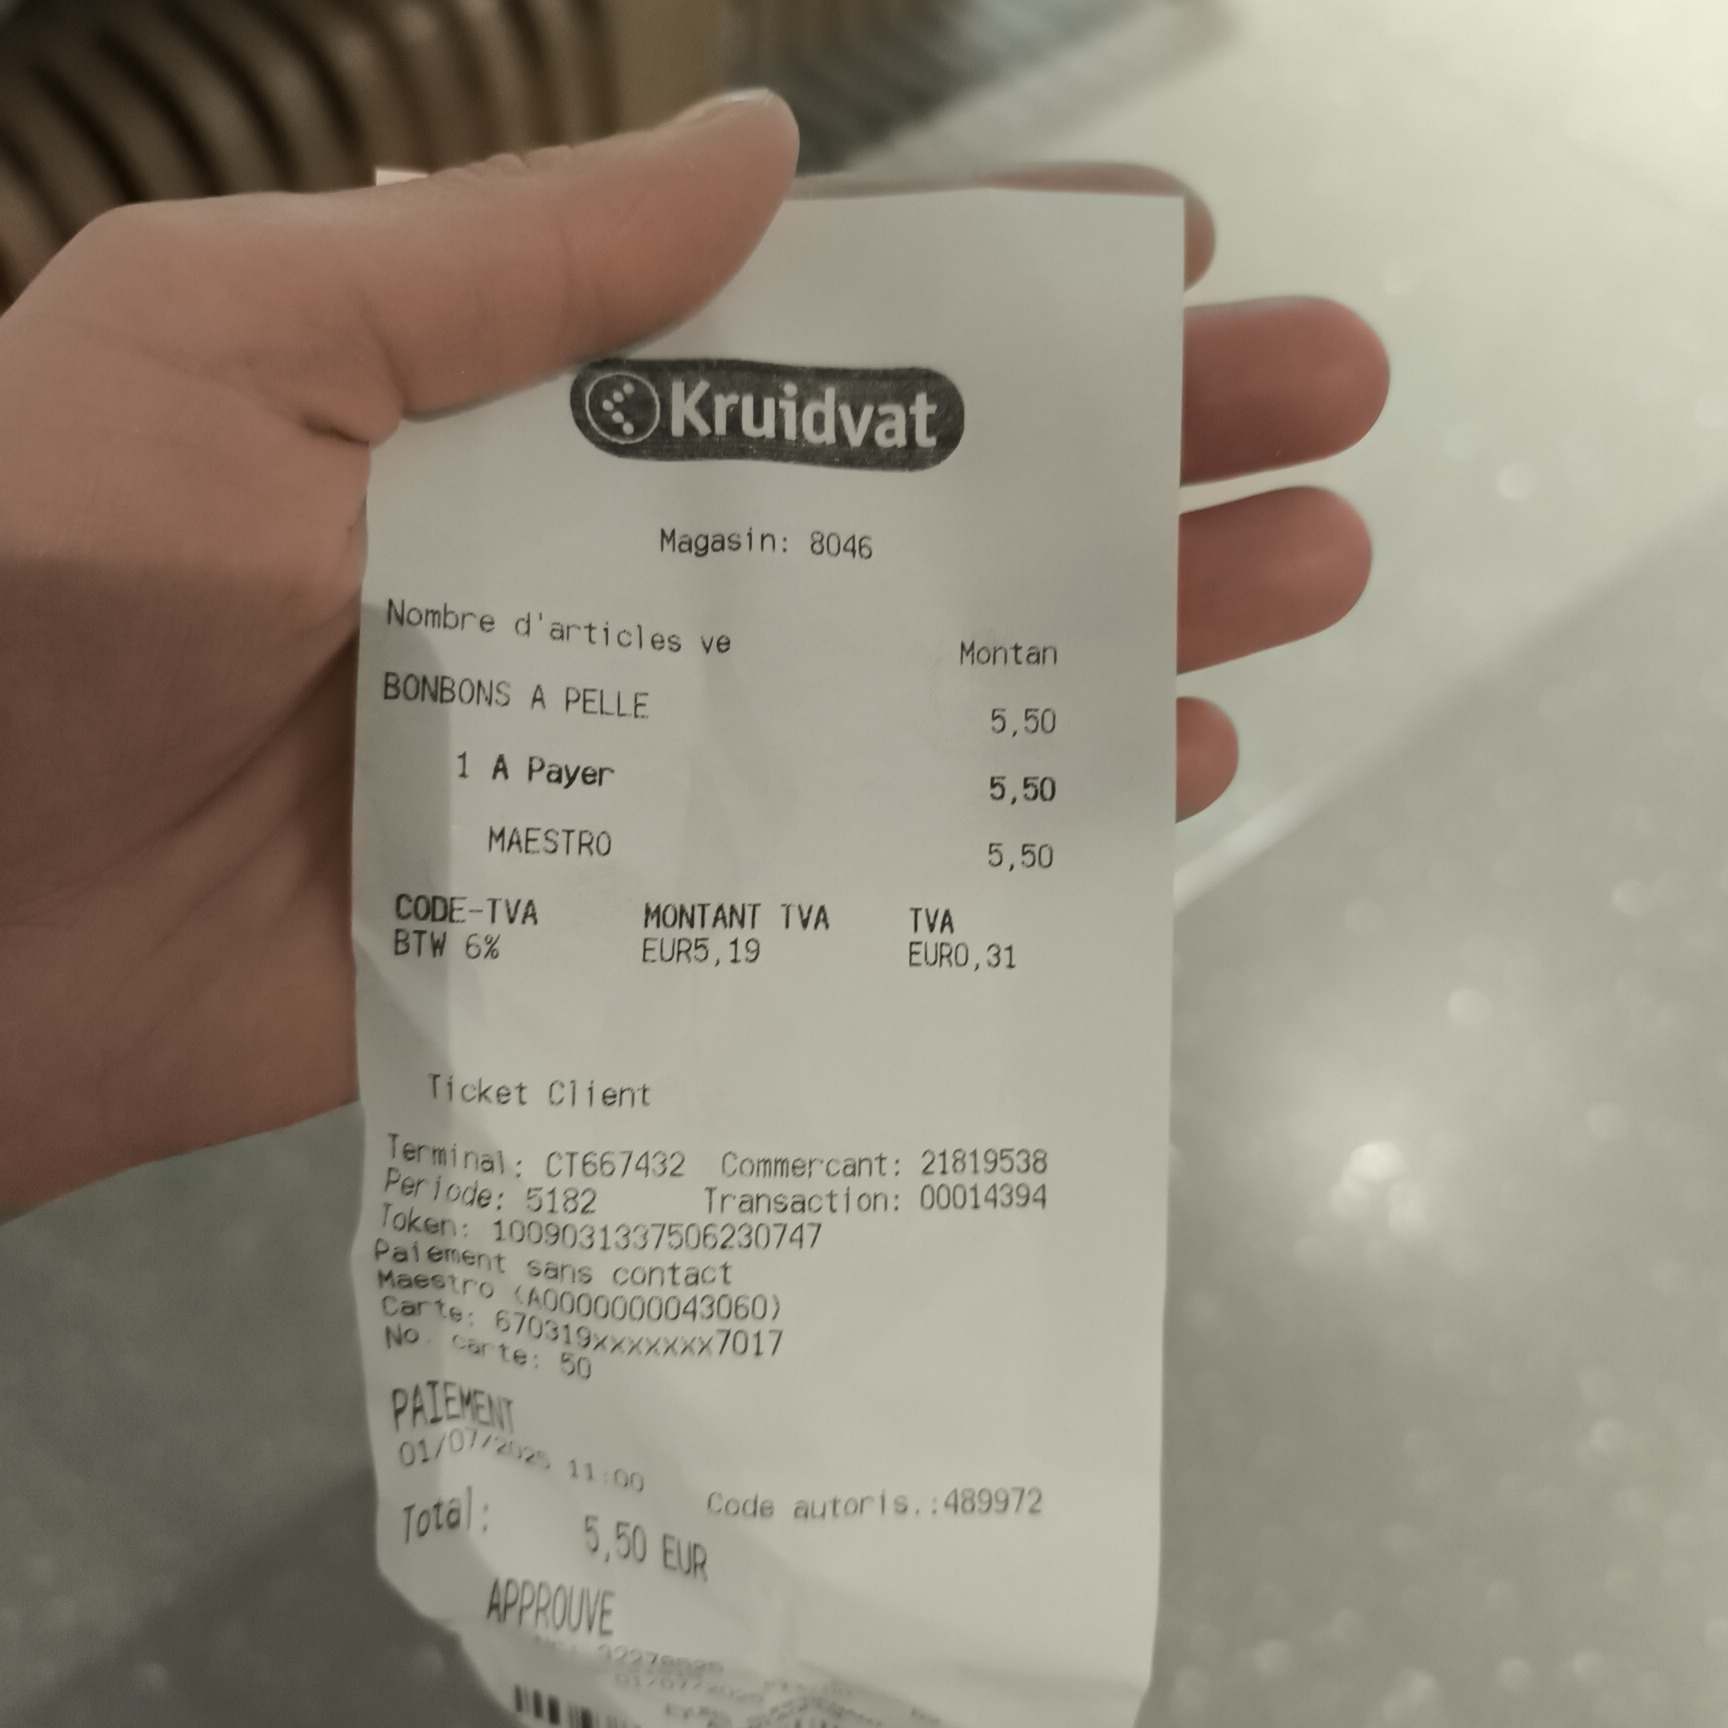 Kruidvat
Magasin: 8046
Nombre d'articles ve Montan
BONBONS A PELLE 5,50
1 A Payer 5,50
MAESTRO 5,50
CODE-TVA MONTANT TVA TVA
BTW 6% EUR5,19 EUR0,31
Ticket Client
Terminal: CT667432 Commercant: 21819538
Periode: 5182 Transaction: 00014394
Token: 1009031337506230747
Paiement sans contact
Maestro (A0000000043060)
Carte: 670319xxxxxxx7017
No. carte: 50
PAIEMENT
01/07/2025 11:00 Code autoris.:489972
Total: 5,50 EUR
APPROUVE